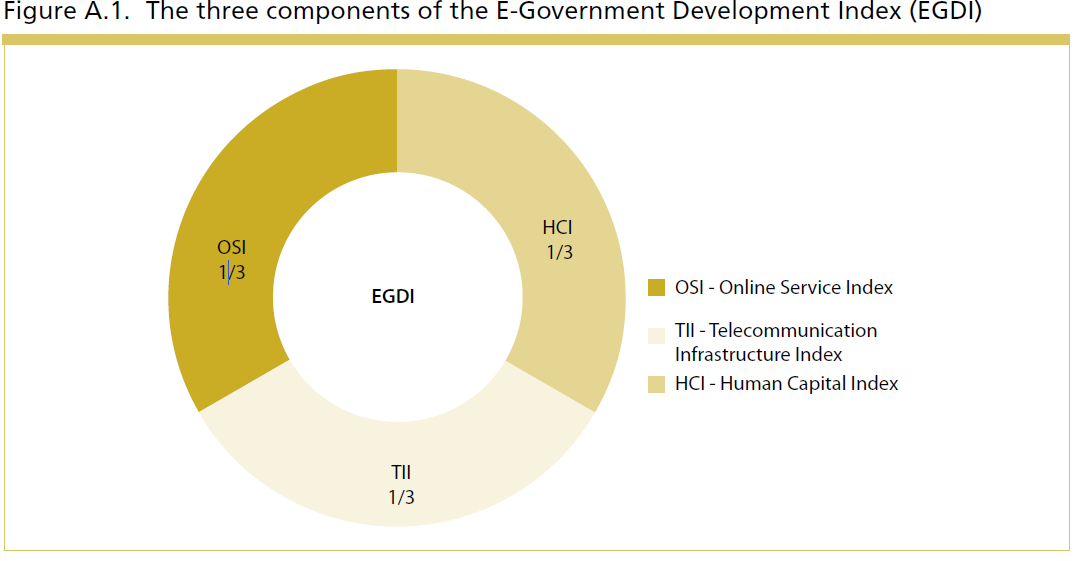 Figure A.1. The three components of the E-Government Development Index (EGDI)
OSI
1/3
HCI
1/3
EGDI
TII
1/3
OSI - Online Service Index
TII - Telecommunication
Infrastructure Index
HCI - Human Capital Index